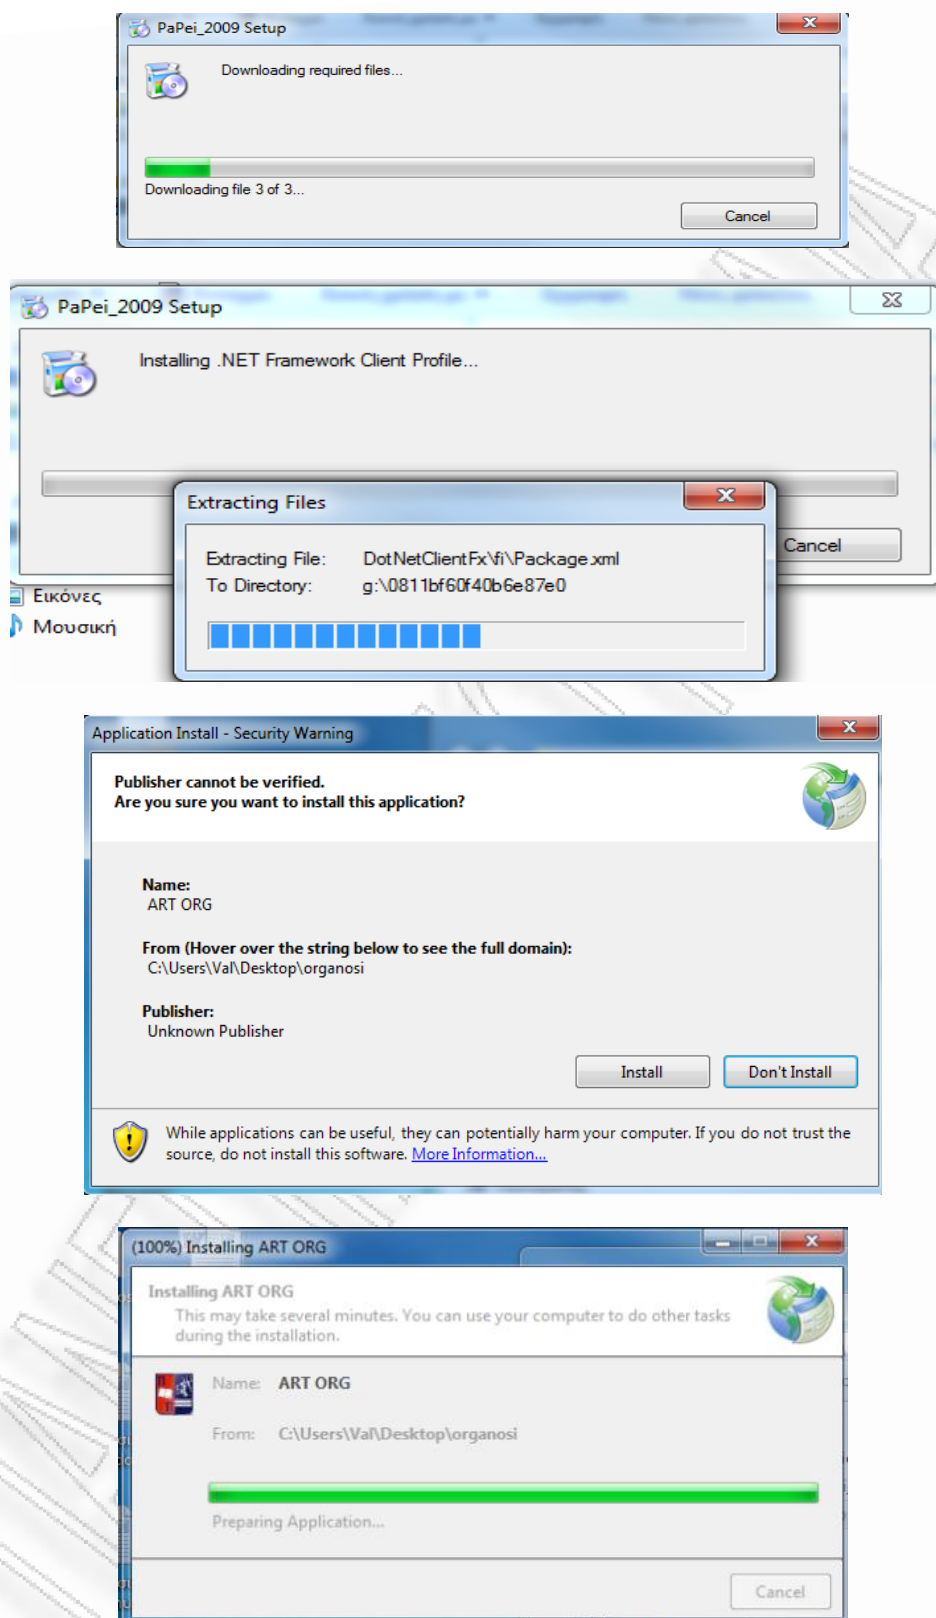 PaPei_2009 Setup
Downloading required files...
Downloading file 3 of 3...
Cancel
PaPei_2009 Setup
Installing .NET Framework Client Profile...
Cancel
Extracting Files
Extracting File: DotNetClientFx\fi\Package.xml
To Directory: g:\0811bf60f40b6e87e0
Εικόνες
Μουσική
Application Install - Security Warning
Publisher cannot be verified.
Are you sure you want to install this application?
Name:
ART ORG
From (Hover over the string below to see the full domain):
C:\Users\Val\Desktop\organosi
Publisher:
Unknown Publisher
Install Don't Install
While applications can be useful, they can potentially harm your computer. If you do not trust the
source, do not install this software. More Information...
(100%) Installing ART ORG
Installing ART ORG
This may take several minutes. You can use your computer to do other tasks
during the installation.
Name: ART ORG
From: C:\Users\Val\Desktop\organosi
Preparing Application...
Cancel